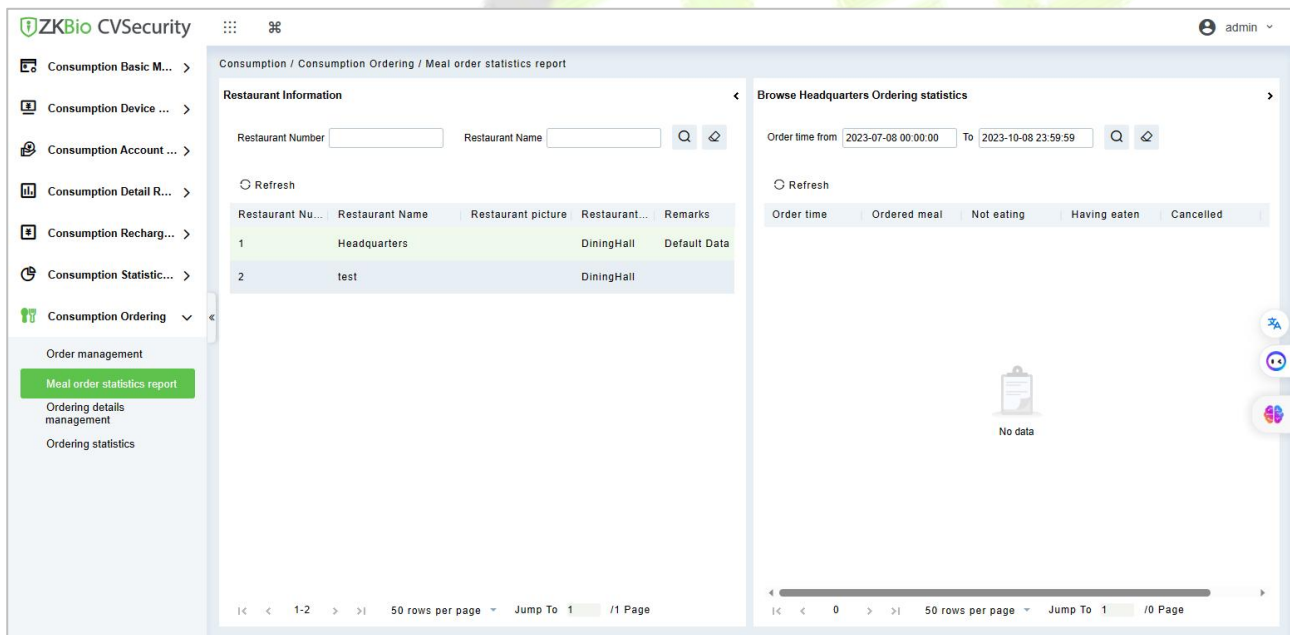 ZKBio CVSecurity
admin
Consumption Basic M...
Consumption Device ...
Consumption Account ...
Consumption Detail R...
Consumption Recharg...
Consumption Statistic...
Consumption Ordering
Order management
Meal order statistics report
Ordering details
management
Ordering statistics
Consumption / Consumption Ordering / Meal order statistics report
Restaurant Information
Restaurant Number Restaurant Name
Refresh
Restaurant Nu... Restaurant Name Restaurant picture Restaurant... Remarks
1 Headquarters DiningHall Default Data
2 test DiningHall
1-2 50 rows per page Jump To 1 /1 Page
Browse Headquarters Ordering statistics
Order time from 2023-07-08 00:00:00 To 2023-10-08 23:59:59
Refresh
Order time Ordered meal Not eating Having eaten Cancelled
No data
0 50 rows per page Jump To 1 /0 Page